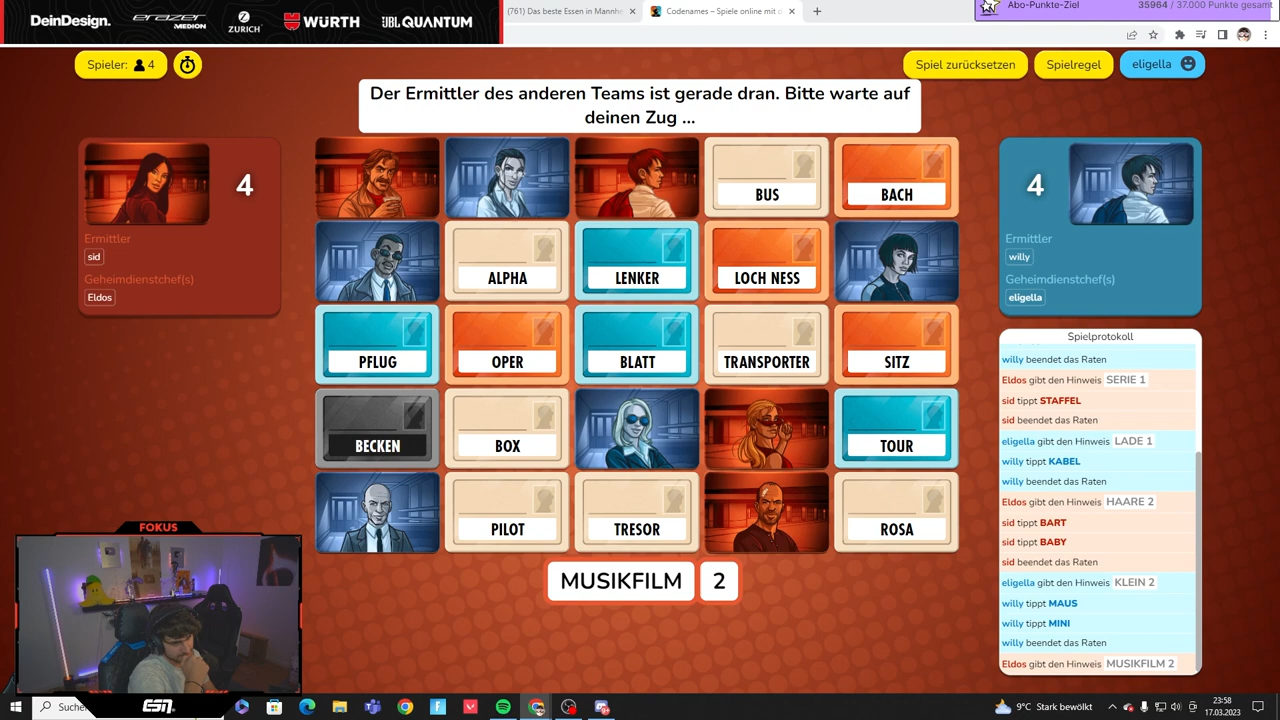 DeinDesign.
erazer
MEDION
ZURICH
WÜRTH
JBL QUANTUM
(761) Das beste Essen in Mannhe
Codenames – Spiele online mit d
Abo-Punkte-Ziel
35964 / 37.000 Punkte gesamt
Spieler: 4
Spiel zurücksetzen
Spielregel
eligella
Der Ermittler des anderen Teams ist gerade dran. Bitte warte auf
deinen Zug ...
4
Ermittler
sid
Geheimdienstchef(s)
Eldos
BUS
BACH
ALPHA
LENKER
LOCH NESS
PFLUG
OPER
BLATT
TRANSPORTER
SITZ
BECKEN
BOX
TOUR
PILOT
TRESOR
ROSA
MUSIKFILM
2
4
Ermittler
willy
Geheimdienstchef(s)
eligella
Spielprotokoll
willy beendet das Raten
Eldos gibt den Hinweis SERIE 1
sid tippt STAFFEL
sid beendet das Raten
eligella gibt den Hinweis LADE 1
willy tippt KABEL
willy beendet das Raten
Eldos gibt den Hinweis HAARE 2
sid tippt BART
sid tippt BABY
sid beendet das Raten
eligella gibt den Hinweis KLEIN 2
willy tippt MAUS
willy tippt MINI
willy beendet das Raten
Eldos gibt den Hinweis MUSIKFILM 2
FOKUS
Suche
9°C Stark bewölkt
23:58
17.03.2023